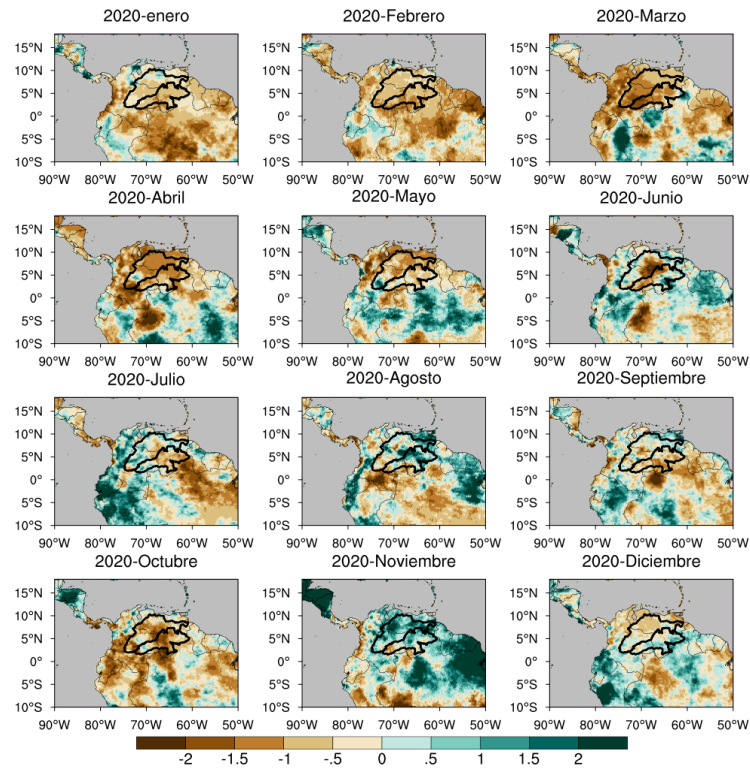 2020-enero 2020-Febrero 2020-Marzo
15°N 15°N 15°N
10°N 10°N 10°N
5°N 5°N 5°N
0° 0° 0°
5°S 5°S 5°S
10°S 10°S 10°S
90°W 80°W 70°W 60°W 50°W 90°W 80°W 70°W 60°W 50°W 90°W 80°W 70°W 60°W 50°W
2020-Abril 2020-Mayo 2020-Junio
15°N 15°N 15°N
10°N 10°N 10°N
5°N 5°N 5°N
0° 0° 0°
5°S 5°S 5°S
10°S 10°S 10°S
90°W 80°W 70°W 60°W 50°W 90°W 80°W 70°W 60°W 50°W 90°W 80°W 70°W 60°W 50°W
2020-Julio 2020-Agosto 2020-Septiembre
15°N 15°N 15°N
10°N 10°N 10°N
5°N 5°N 5°N
0° 0° 0°
5°S 5°S 5°S
10°S 10°S 10°S
90°W 80°W 70°W 60°W 50°W 90°W 80°W 70°W 60°W 50°W 90°W 80°W 70°W 60°W 50°W
2020-Octubre 2020-Noviembre 2020-Diciembre
15°N 15°N 15°N
10°N 10°N 10°N
5°N 5°N 5°N
0° 0° 0°
5°S 5°S 5°S
10°S 10°S 10°S
90°W 80°W 70°W 60°W 50°W 90°W 80°W 70°W 60°W 50°W 90°W 80°W 70°W 60°W 50°W
-2 -1.5 -1 -.5 0 .5 1 1.5 2